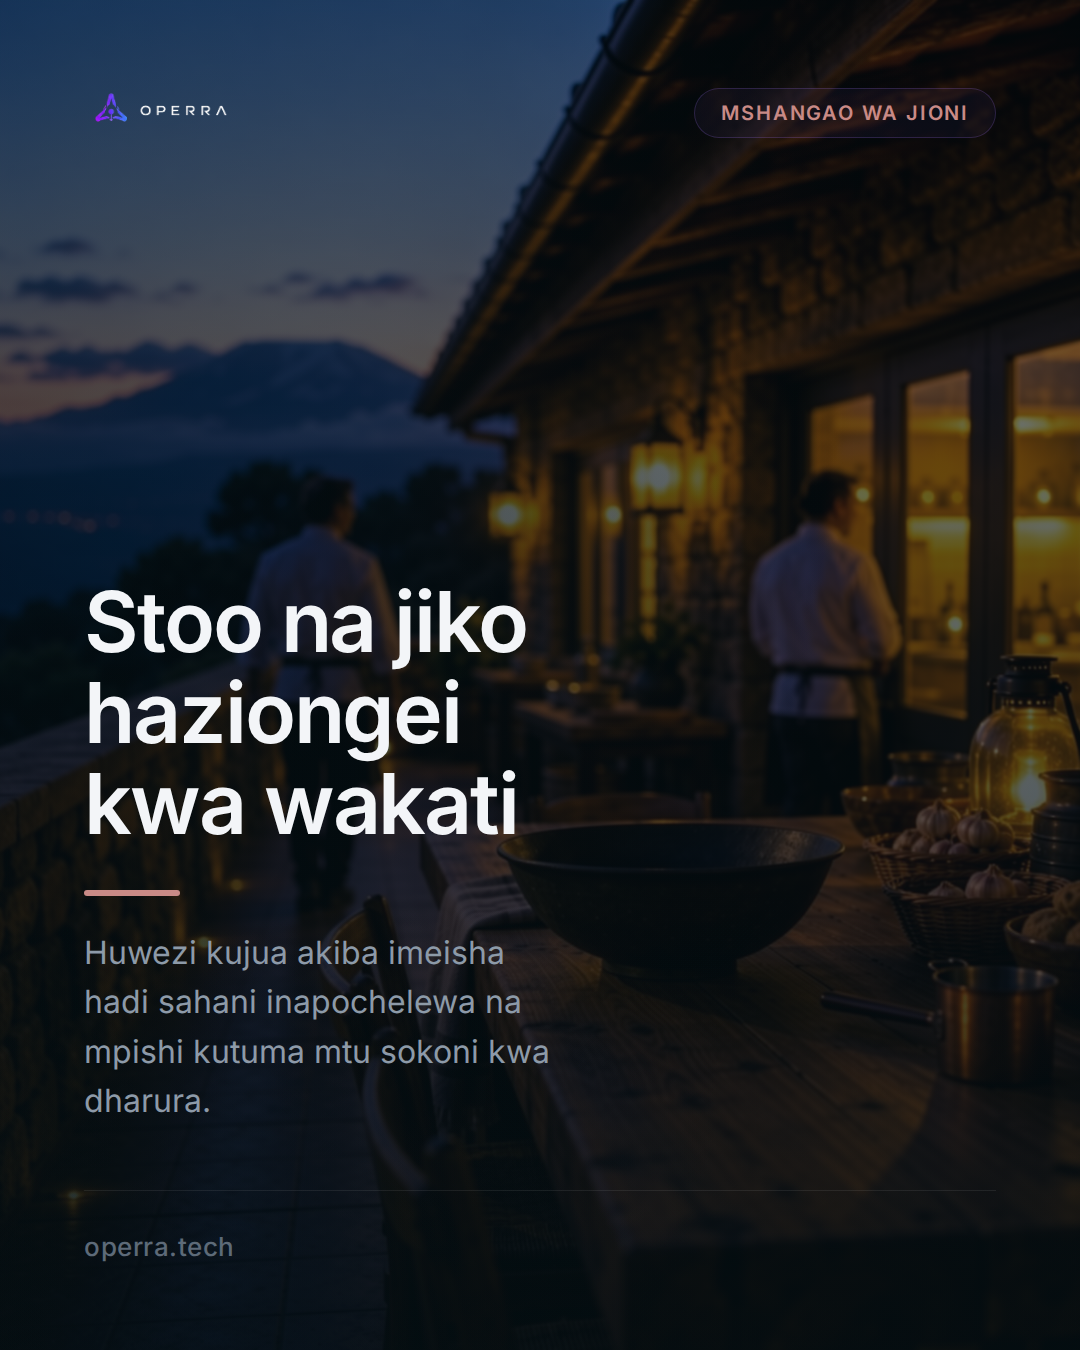 OPERRA
MSHANGAO WA JIONI
Stoo na jiko
haziongei
kwa wakati
Huwezi kujua akiba imeisha
hadi sahani inapochelewa na
mpishi kutuma mtu sokoni kwa
dharura.
operra.tech